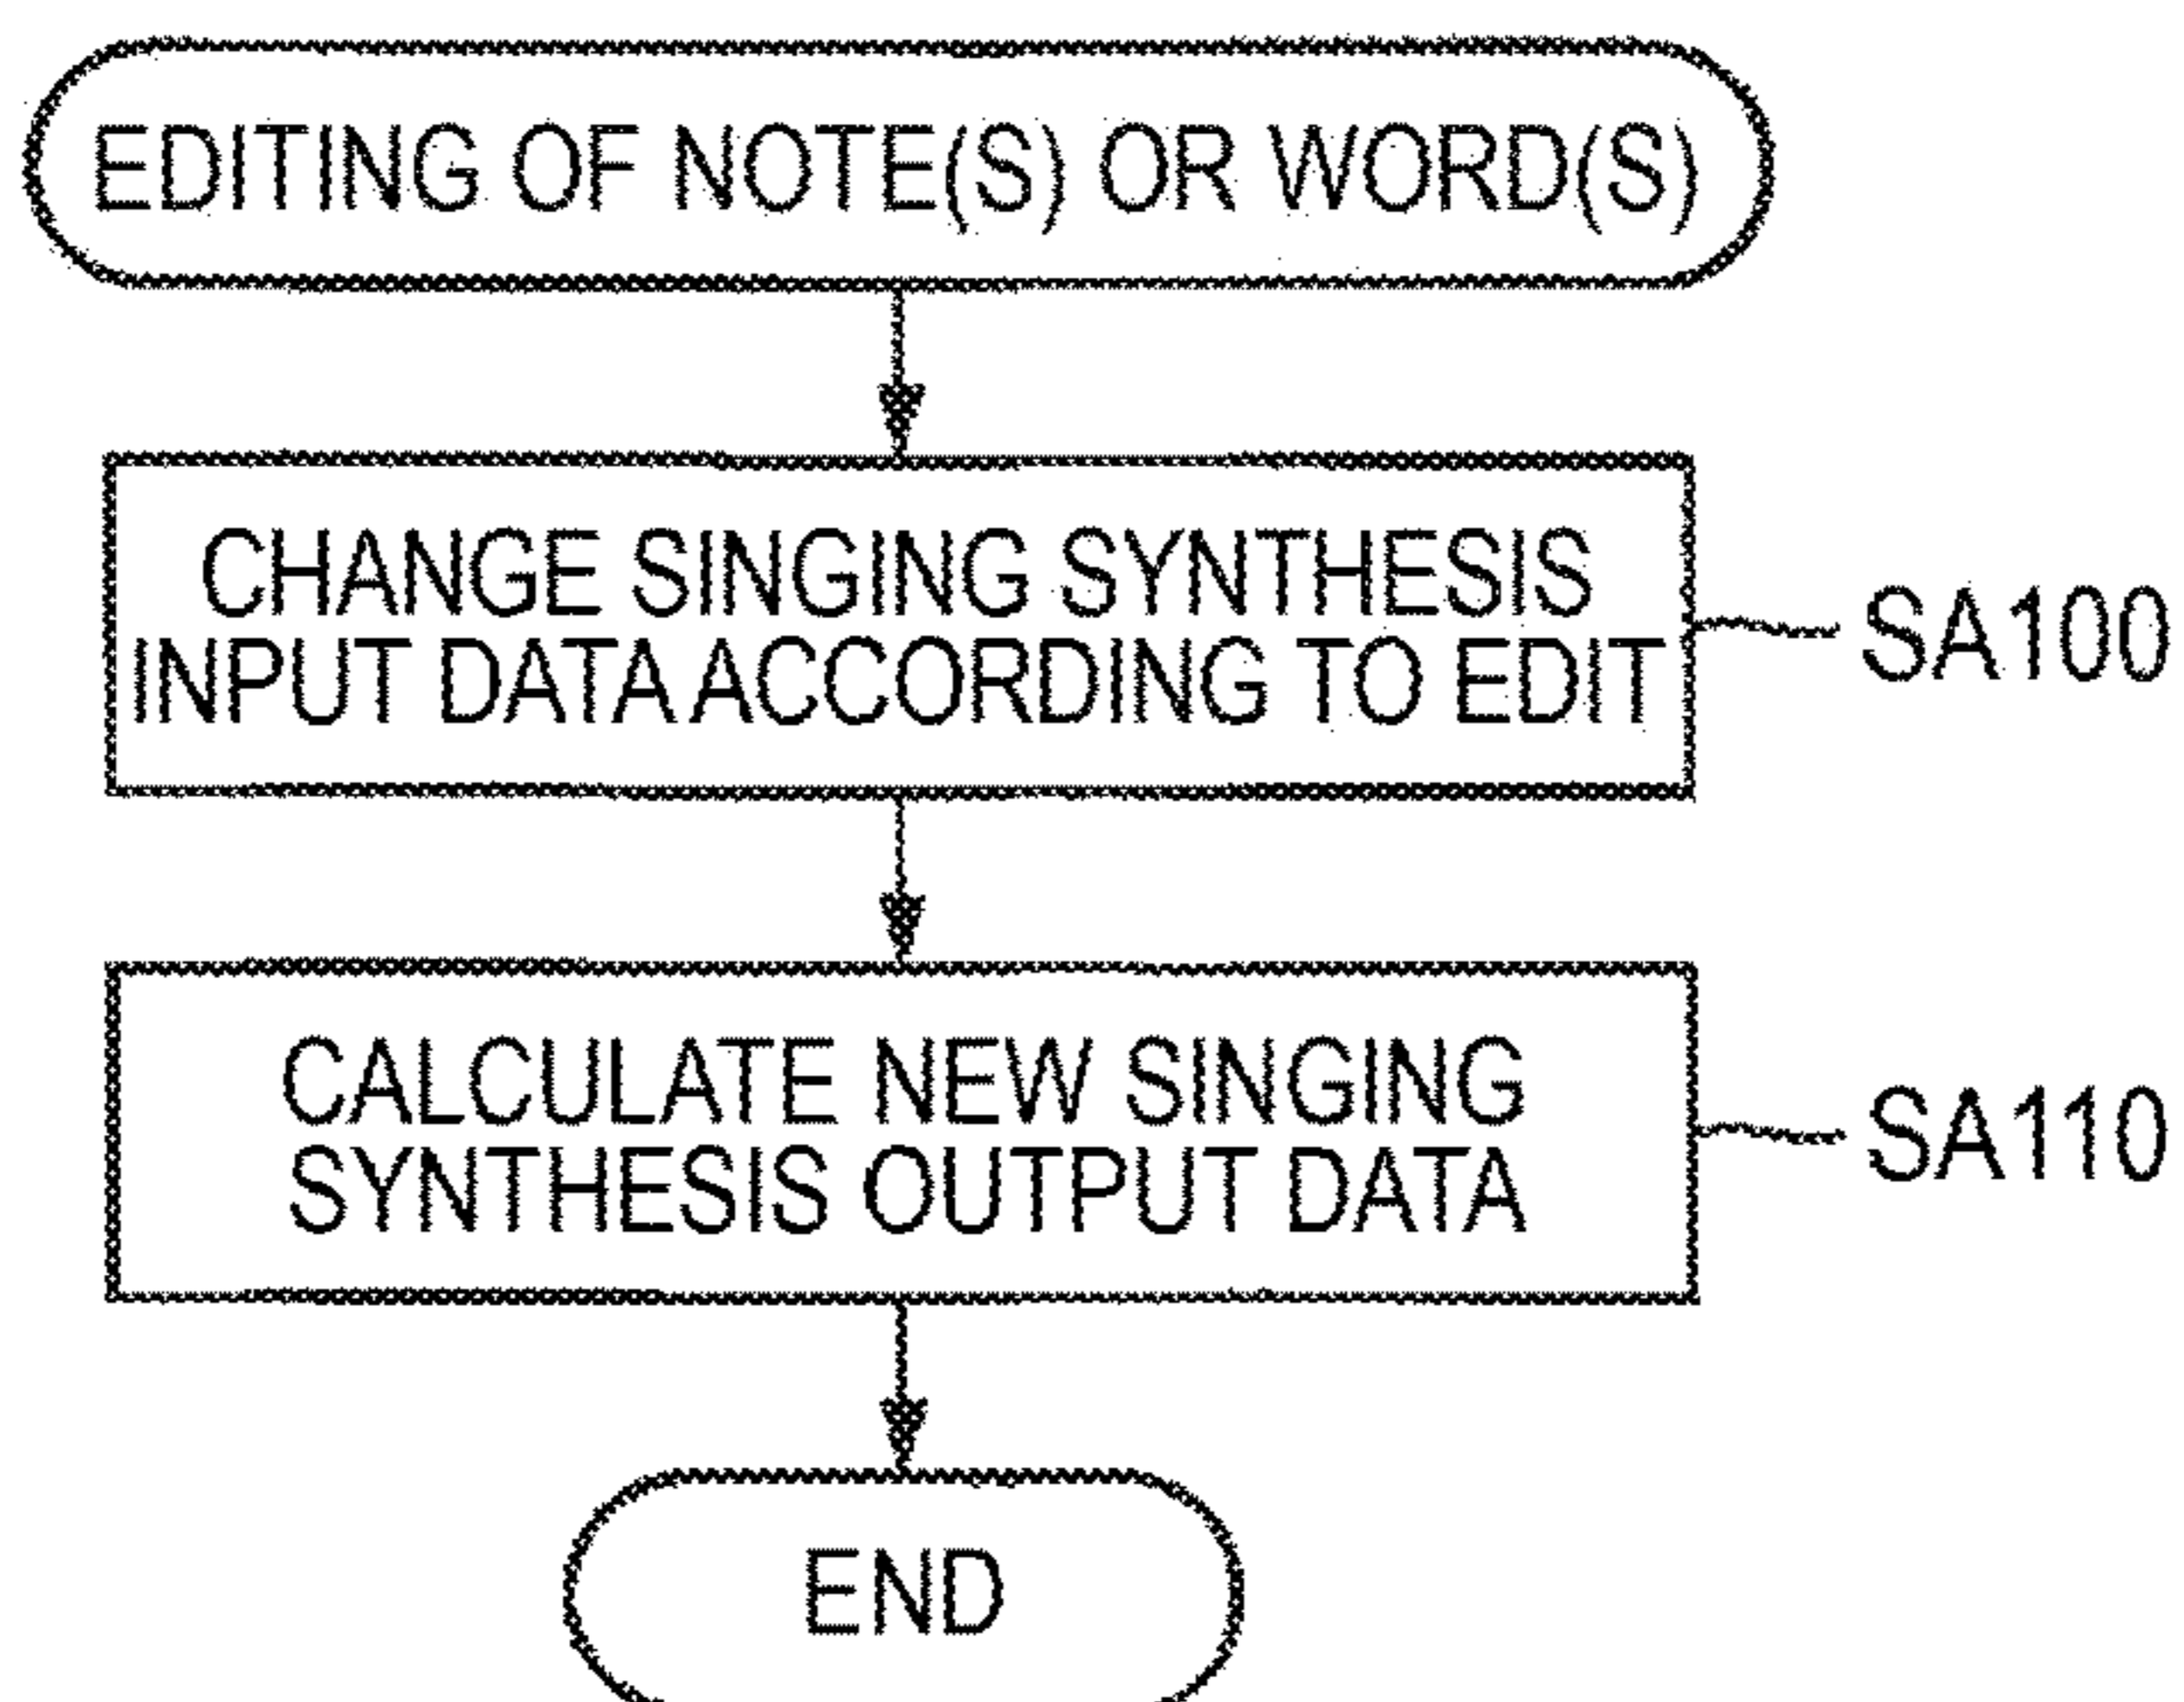 EDITING OF NOTE(S) OR WORD(S)
CHANGE SINGING SYNTHESIS
INPUT DATA ACCORDING TO EDIT
SA100
CALCULATE NEW SINGING
SYNTHESIS OUTPUT DATA
SA110
END